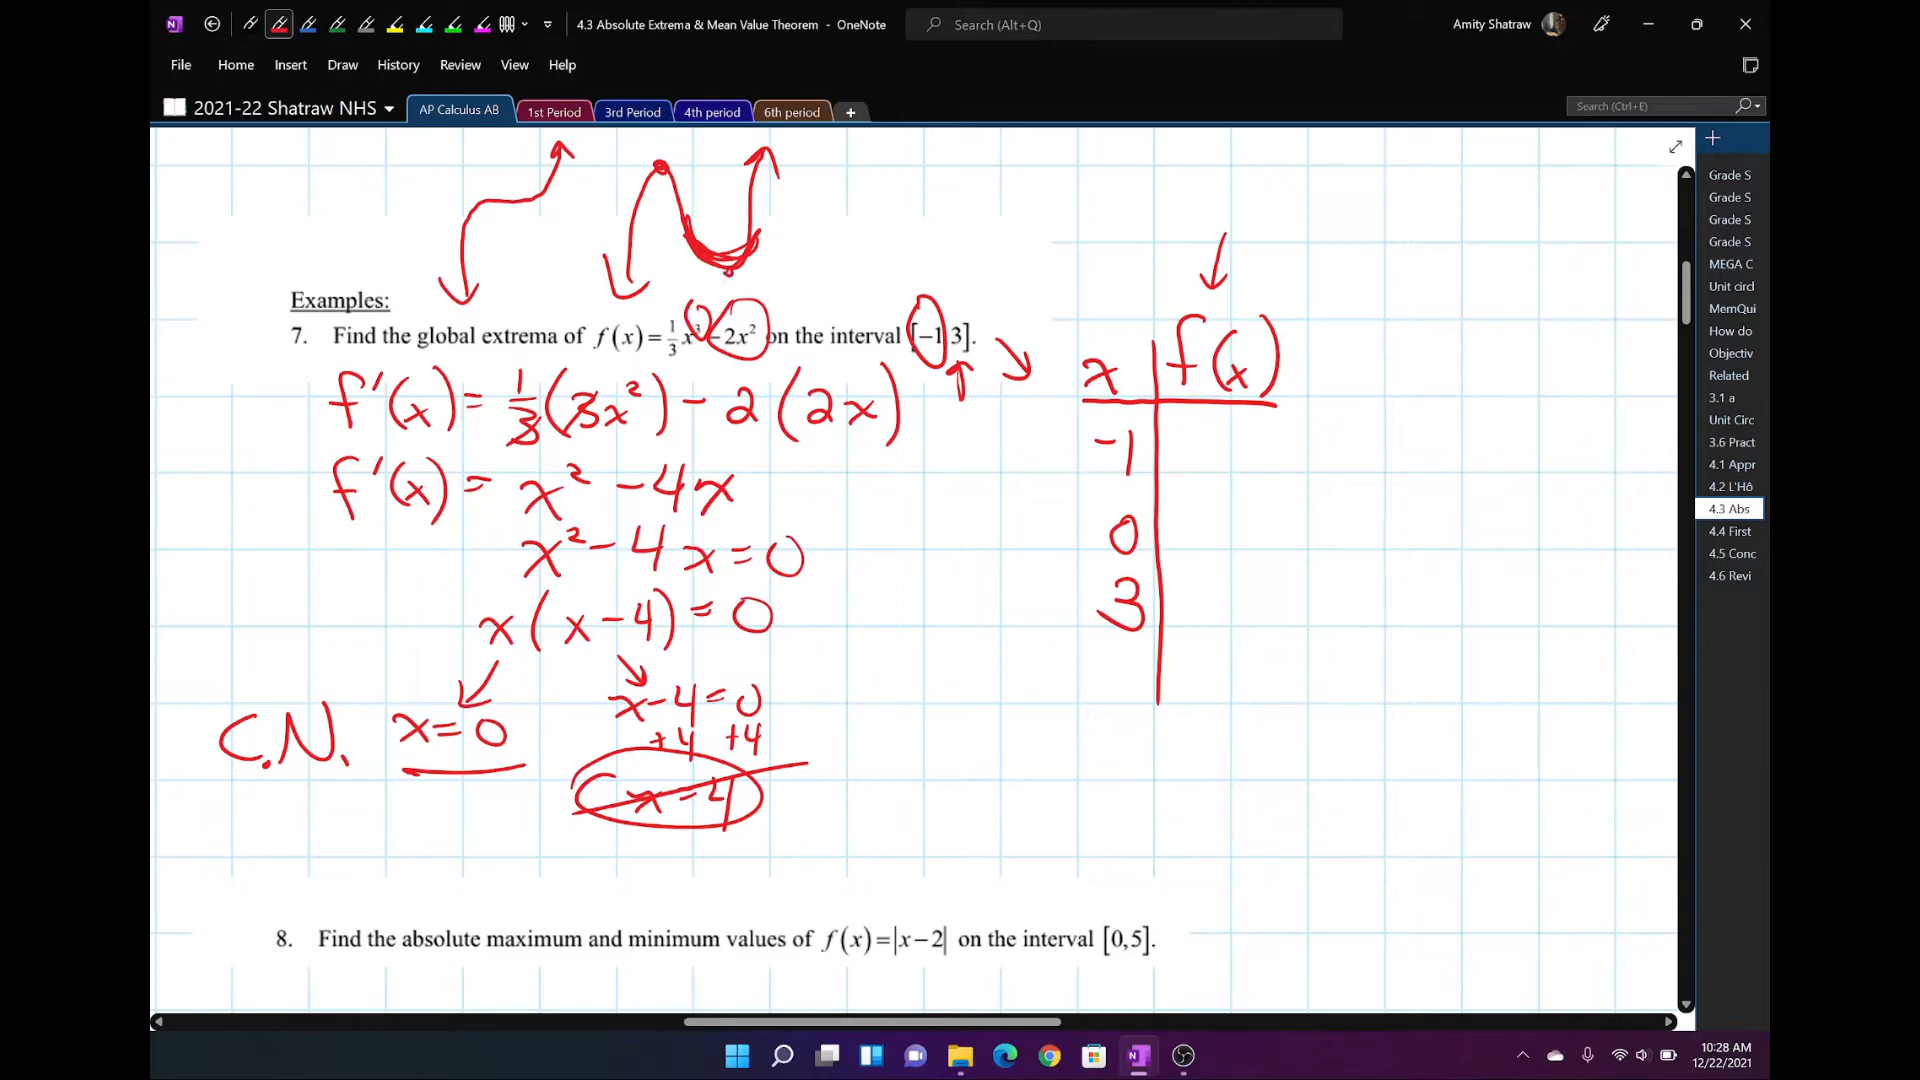 4.3 Absolute Extrema & Mean Value Theorem - OneNote
Search (Alt+Q)
Amity Shatraw
File Home Insert Draw History Review View Help
2021-22 Shatraw NHS
AP Calculus AB 1st Period 3rd Period 4th period 6th period +
Search (Ctrl+E)
Examples:
7. Find the global extrema of f(x)=1/3x³-2x² on the interval [-1,3].
f'(x) = 1/3(3x²) - 2(2x)
f'(x) = x² - 4x
x² - 4x = 0
x(x-4) = 0
x-4=0
+4 +4
C.N. x=0
x=4
x f(x)
-1
0
3
8. Find the absolute maximum and minimum values of f(x)=|x-2| on the interval [0,5].
Grade S
Grade S
Grade S
Grade S
MEGA C
Unit circl
MemQui
How do
Objectiv
Related
3.1 a
Unit Circ
3.6 Pract
4.1 Appr
4.2 L'Hô
4.3 Abs
4.4 First
4.5 Conc
4.6 Revi
10:28 AM
12/22/2021